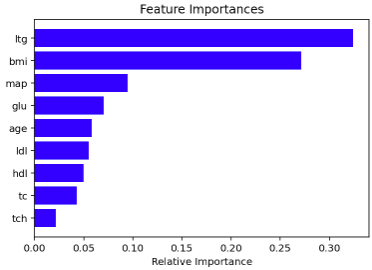 Feature Importances
ltg
bmi
map
glu
age
ldl
hdl
tc
tch
0.00 0.05 0.10 0.15 0.20 0.25 0.30
Relative Importance